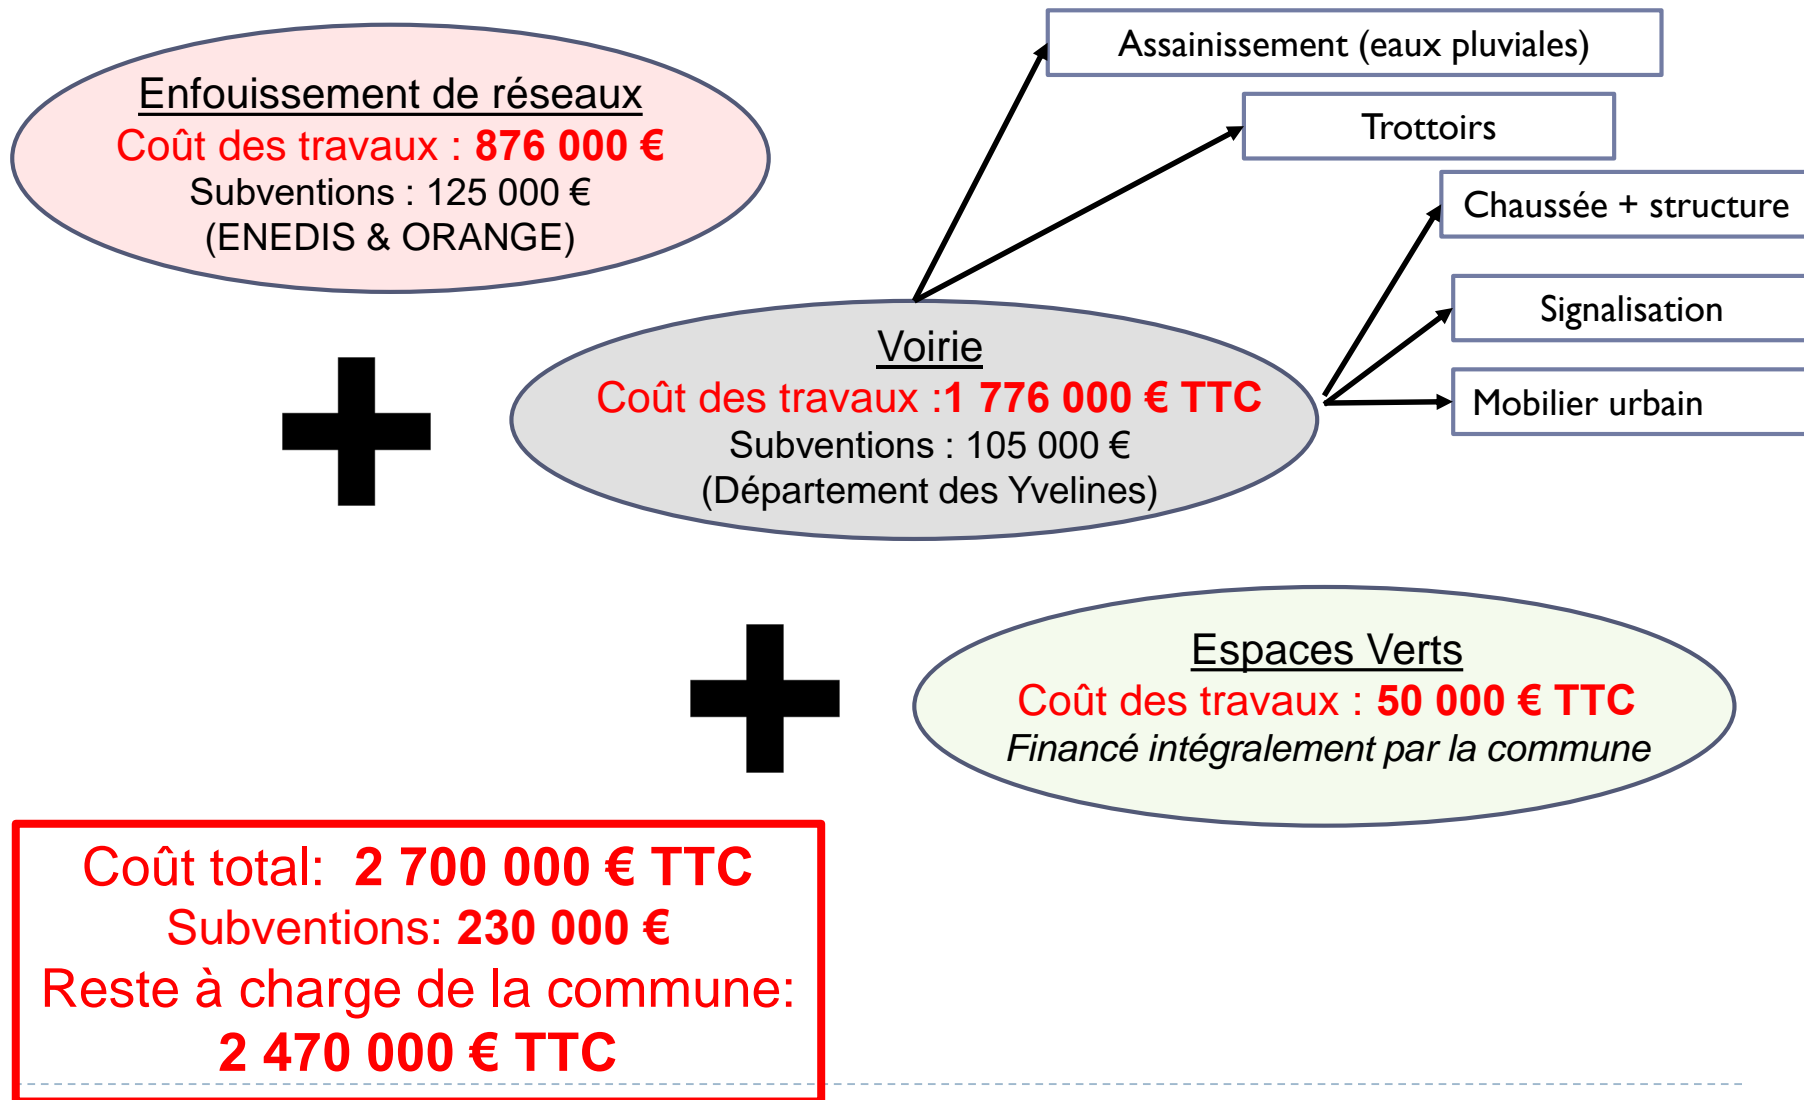 Enfouissement de réseaux
Coût des travaux : 876 000 €
Subventions : 125 000 €
(ENEDIS & ORANGE)
Assainissement (eaux pluviales)
Trottoirs
Chaussée + structure
Signalisation
Mobilier urbain
Voirie
Coût des travaux :1 776 000 € TTC
Subventions : 105 000 €
(Département des Yvelines)
Espaces Verts
Coût des travaux : 50 000 € TTC
Financé intégralement par la commune
Coût total: 2 700 000 € TTC
Subventions: 230 000 €
Reste à charge de la commune:
2 470 000 € TTC